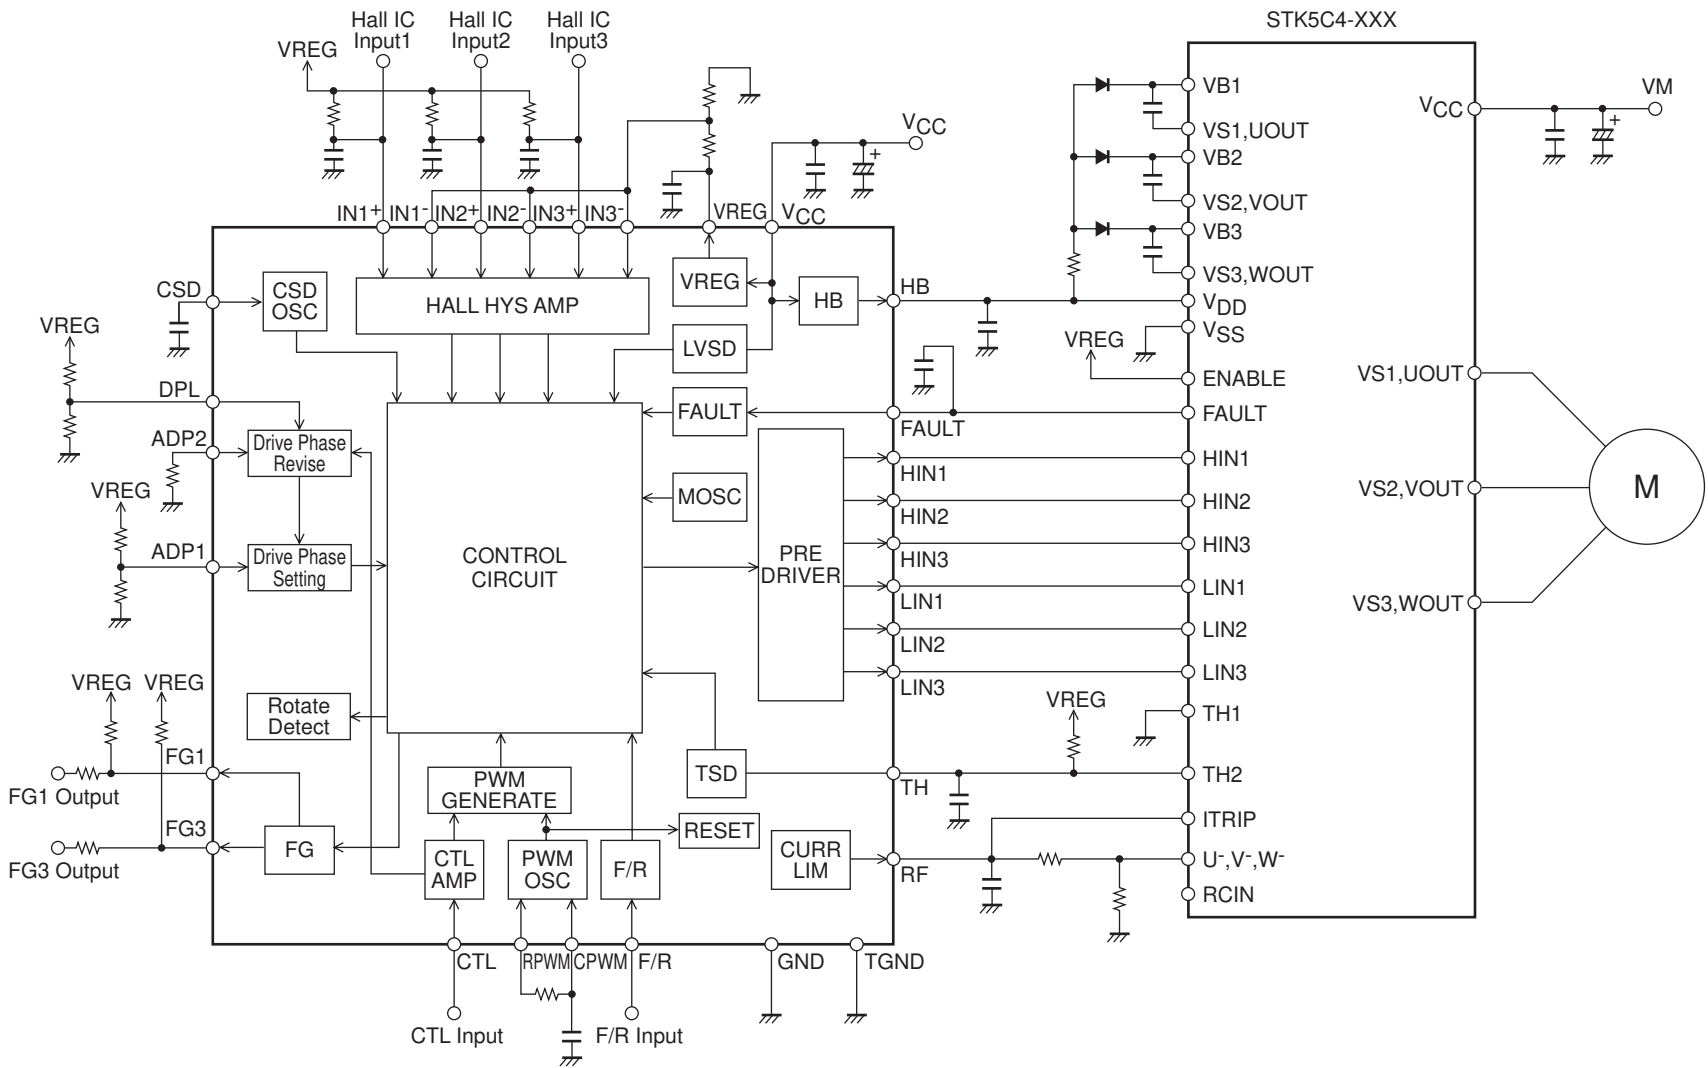 Hall IC
Input1
Hall IC
Input2
Hall IC
Input3
STK5C4-XXX
VREG
VCC
VM
VB1
VCC
VS1,UOUT
VB2
VS2,VOUT
VB3
VS3,WOUT
IN1+
IN1-
IN2+
IN2-
IN3+
IN3-
VREG
VCC
CSD
CSD
OSC
HALL HYS AMP
VREG
HB
HB
VDD
VSS
VREG
LVSD
VREG
ENABLE
VS1,UOUT
DPL
FAULT
FAULT
FAULT
ADP2
Drive Phase
Revise
HIN1
HIN1
VREG
MOSC
HIN2
HIN2
VS2,VOUT
M
ADP1
Drive Phase
Setting
CONTROL
CIRCUIT
PRE
DRIVER
HIN3
HIN3
LIN1
LIN1
VS3,WOUT
LIN2
LIN2
LIN3
LIN3
VREG
VREG
Rotate
Detect
VREG
TH1
FG1
FG1 Output
PWM
GENERATE
TSD
TH
TH2
FG3
FG3 Output
FG
CTL
AMP
PWM
OSC
F/R
RESET
CURR
LIM
RF
ITRIP
U-,V-,W-
RCIN
CTL
RPWM
CPWM
F/R
GND
TGND
CTL Input
F/R Input